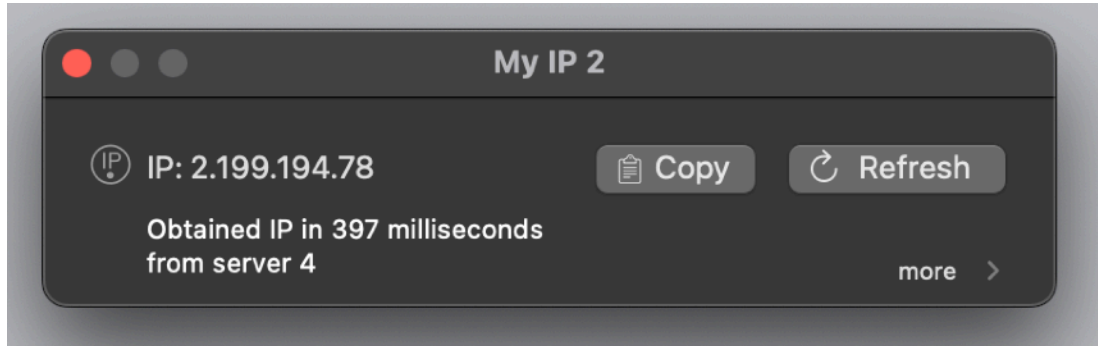 My IP 2
IP IP: 2.199.194.78
Copy
Refresh
Obtained IP in 397 milliseconds
from server 4
more